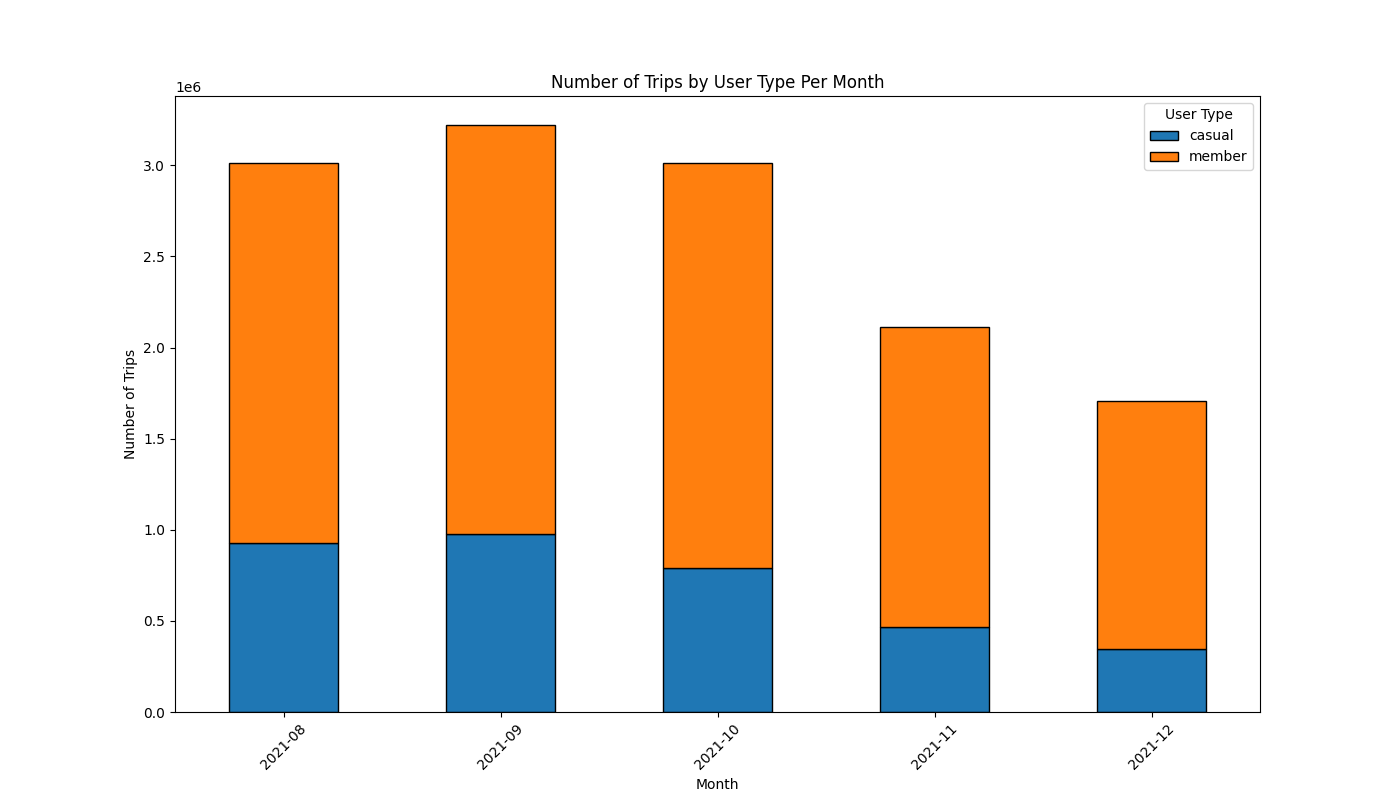 Number of Trips by User Type Per Month
1e6
User Type
casual
member
3.0
2.5
2.0
1.5
1.0
0.5
0.0
Number of Trips
2021-08
2021-09
2021-10
2021-11
2021-12
Month